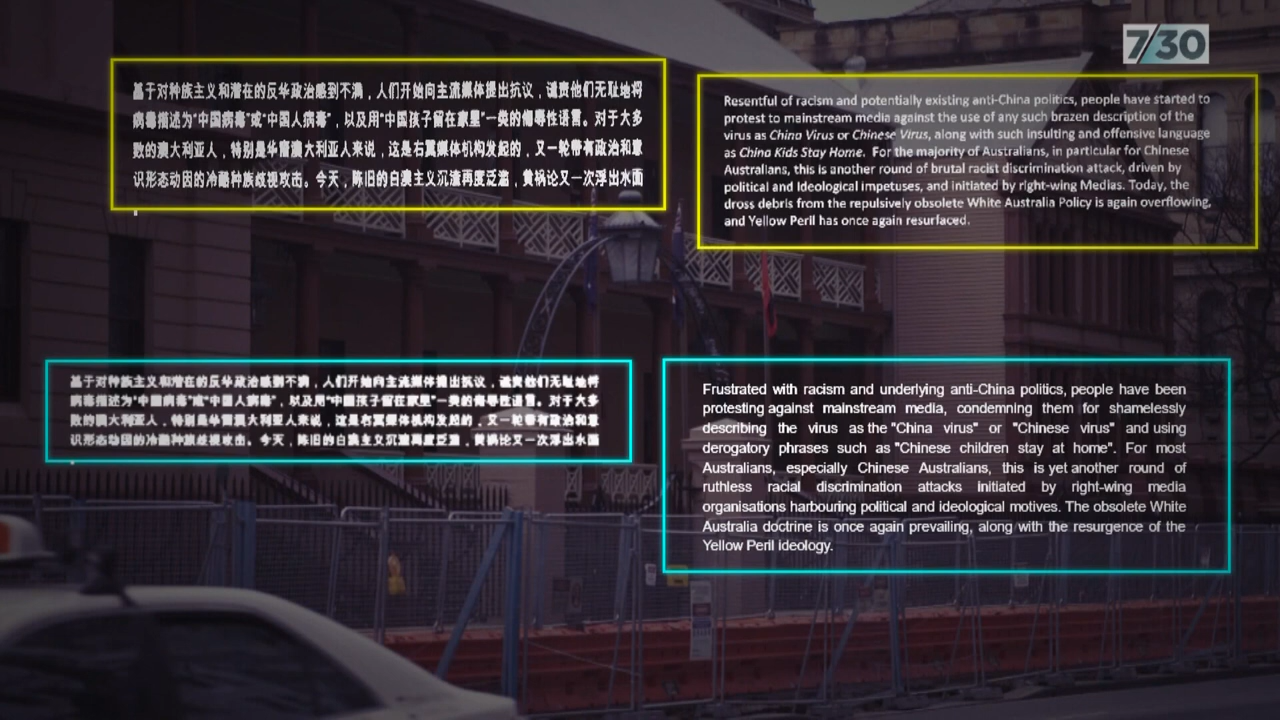 7/30
基于对种族主义和潜在的反华政治感到不满，人们开始向主流媒体提出抗议，谴责他们无耻地将
病毒描述为"中国病毒"或"中国人病毒"，以及用"中国孩子留在家里"一类的侮辱性语言。对于大多
数的澳大利亚人，特别是华裔澳大利亚人来说，这是右翼媒体机构发起的，又一轮带有政治和意
识形态动因的冷酷种族歧视攻击。今天，陈旧的白澳主义沉渣再度泛滥，黄祸论又一次浮出水面
Resentful of racism and potentially existing anti-China politics, people have started to
protest to mainstream media against the use of any such brazen description of the
virus as China Virus or Chinese Virus, along with such insulting and offensive language
as China Kids Stay Home. For the majority of Australians, in particular for Chinese
Australians, this is another round of brutal racist discrimination attack, driven by
political and ideological impetuses, and initiated by right-wing Medias. Today, the
dross debris from the repulsively obsolete White Australia Policy is again overflowing,
and Yellow Peril has once again resurfaced.
基于对种族主义和潜在的反华政治感到不满，人们开始向主流媒体提出抗议，谴责他们无耻地将
病毒描述为"中国病毒"或"中国人病毒"，以及用"中国孩子留在家里"一类的侮辱性语言。对于大多
数的澳大利亚人，特别是华裔澳大利亚人来说，这是右翼媒体机构发起的，又一轮带有政治和意
识形态动因的冷酷种族歧视攻击。今天，陈旧的白澳主义沉渣再度泛滥，黄祸论又一次浮出水面
Frustrated with racism and underlying anti-China politics, people have been
protesting against mainstream media, condemning them for shamelessly
describing the virus as the "China virus" or "Chinese virus" and using
derogatory phrases such as "Chinese children stay at home". For most
Australians, especially Chinese Australians, this is yet another round of
ruthless racial discrimination attacks initiated by right-wing media
organisations harbouring political and ideological motives. The obsolete White
Australia doctrine is once again prevailing, along with the resurgence of the
Yellow Peril ideology.